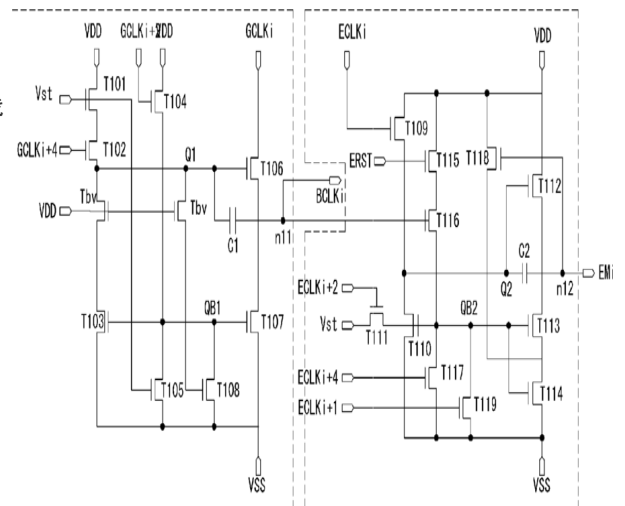 VDD GCLKi+2 VDD GCLKi ECLKi VDD
T101
Vst T104
T109 T118
GCLKi+4 T102 Q1 T106 ERST T115 T112
BCLKi
VDD Tbv Tbv T116
C1 n11 C2
Q2 n12 EMi
ECLKi+2
QB1 Vst QB2
T103 T107 T111 T110 T113
T105 T108 ECLKi+4 T117 T114
ECLKi+1 T119
VSS VSS